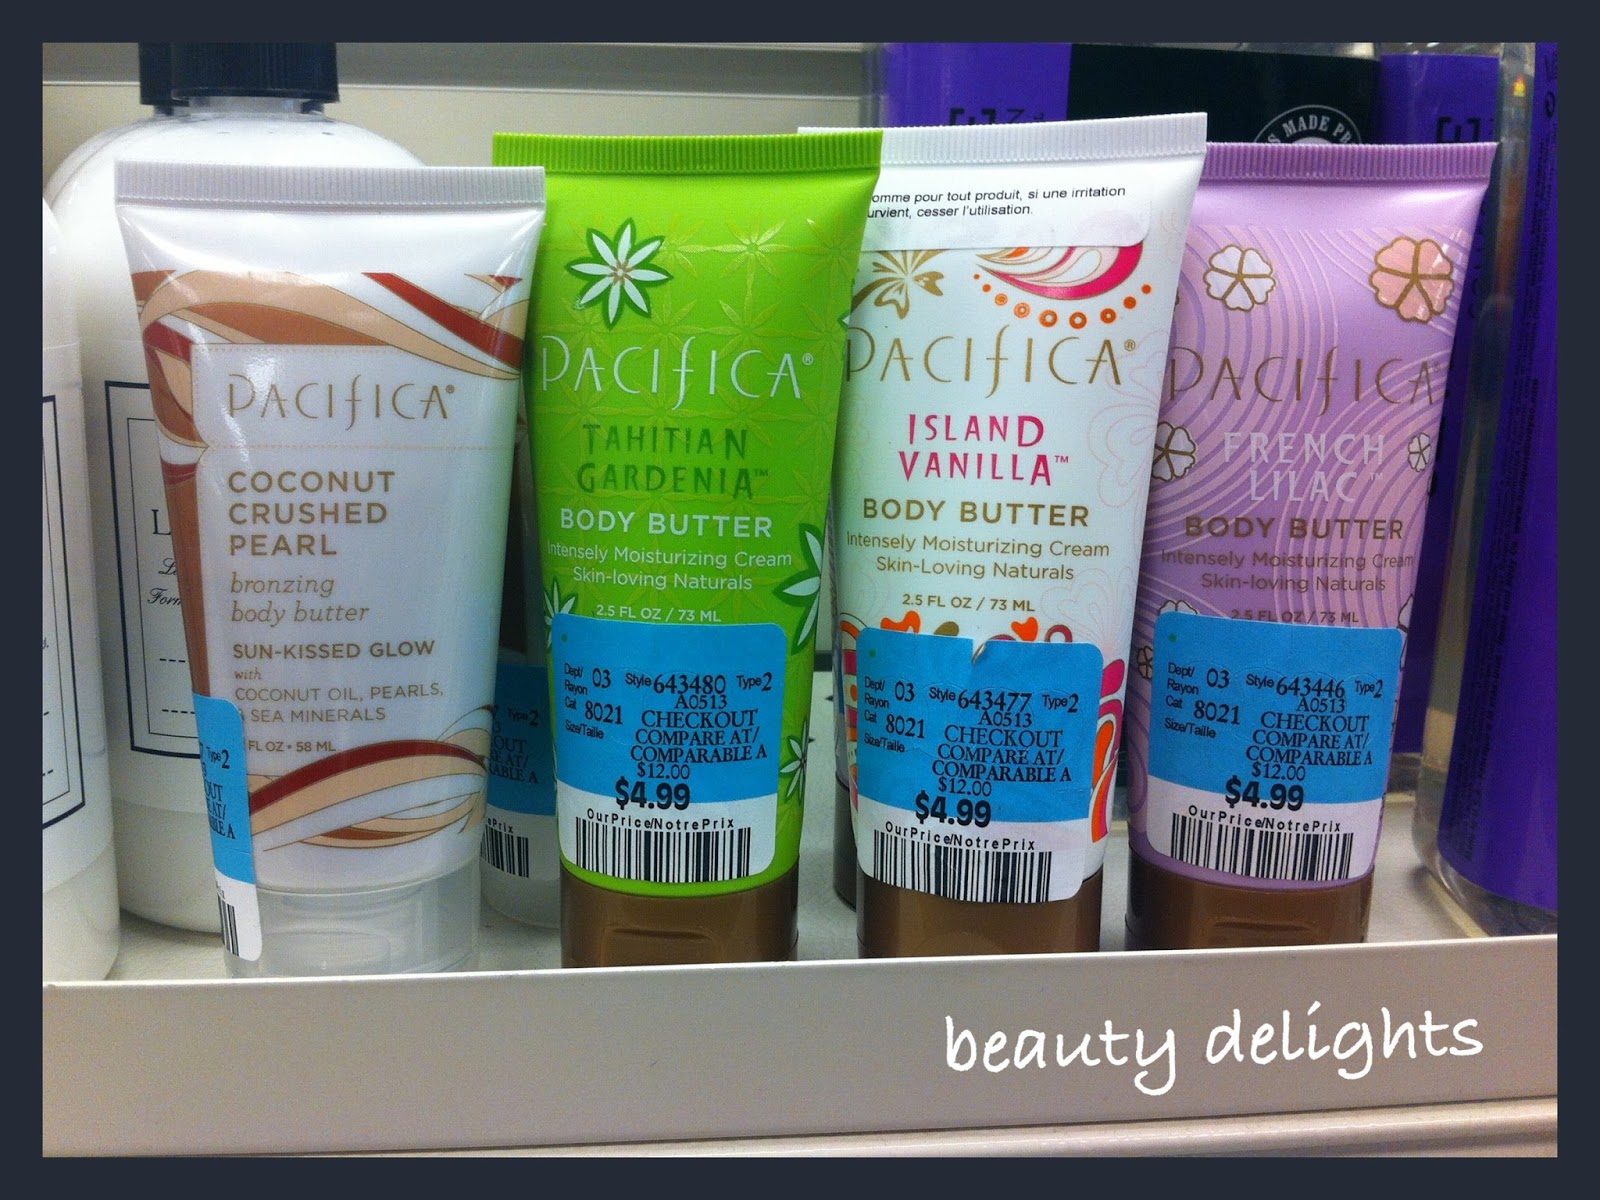 PACIFICA®
COCONUT
CRUSHED
PEARL
bronzing
body butter
SUN-KISSED GLOW
with
COCONUT OIL, PEARLS,
& SEA MINERALS
FL OZ • 58 ML
Type 2
PACIFICA®
TAHITIAN
GARDENIA™
BODY BUTTER
Intensely Moisturizing Cream
Skin-loving Naturals
2.5 FL OZ / 73 ML
Dept/ 03 Style 643480 Type 2
Rayon A0513
Cat 8021 CHECKOUT
Size/Taille COMPARE AT/
COMPARABLE A
$12.00
$4.99
OurPrice/NotrePrix
omme pour tout produit, si une irritation
urvient, cesser l'utilisation.
PACIFICA®
ISLAND
VANILLA™
BODY BUTTER
Intensely Moisturizing Cream
Skin-Loving Naturals
2.5 FL OZ / 73 ML
Dept/ 03 Style 643477 Type 2
Rayon A0513
Cat 8021 CHECKOUT
Size/Taille COMPARE AT/
COMPARABLE A
$12.00
$4.99
OurPrice/NotrePrix
MADE
PACIFICA®
FRENCH
LILAC™
BODY BUTTER
Intensely Moisturizing Cream
Skin-loving Naturals
2.5 FL OZ / 73 ML
Dept/ 03 Style 643446 Type 2
Rayon A0513
Cat 8021 CHECKOUT
Size/Taille COMPARE AT/
COMPARABLE A
$12.00
$4.99
OurPrice/NotrePrix
beauty delights